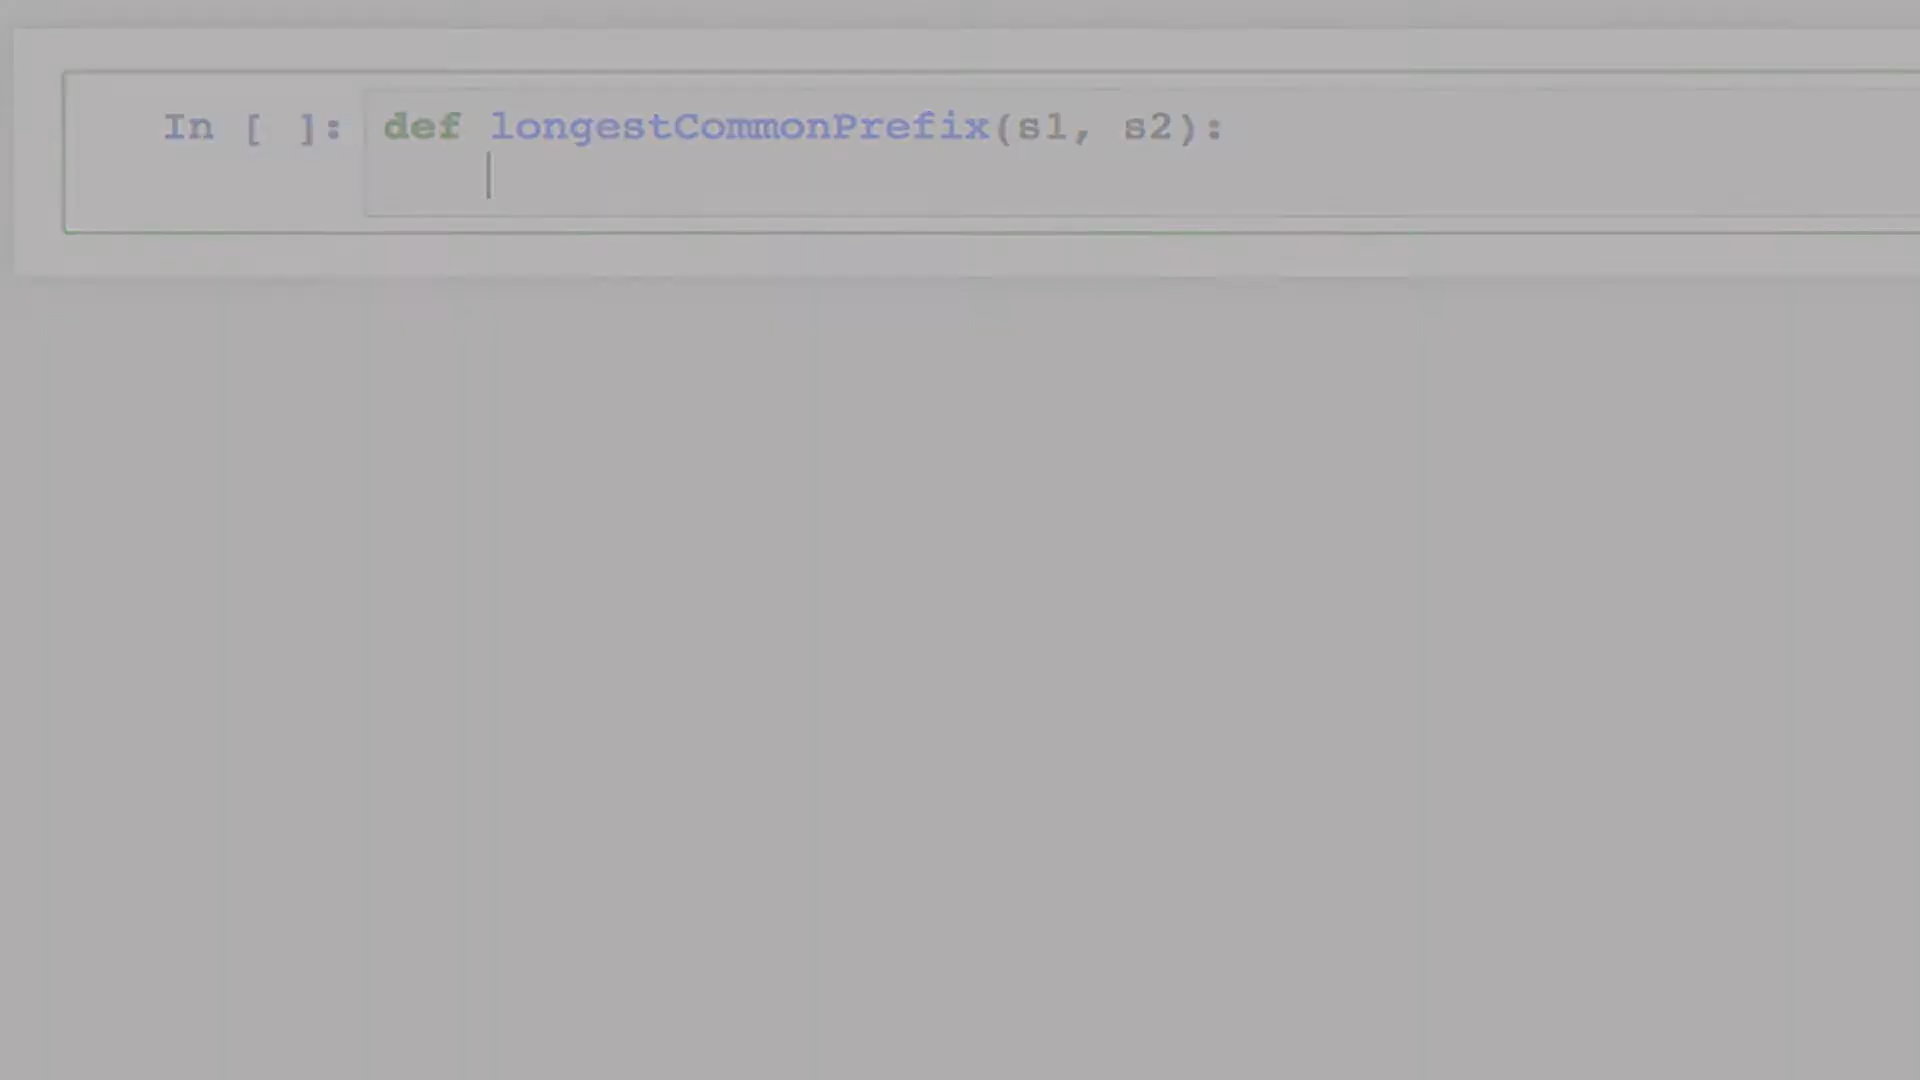 In [ ]: def longestCommonPrefix(s1, s2):